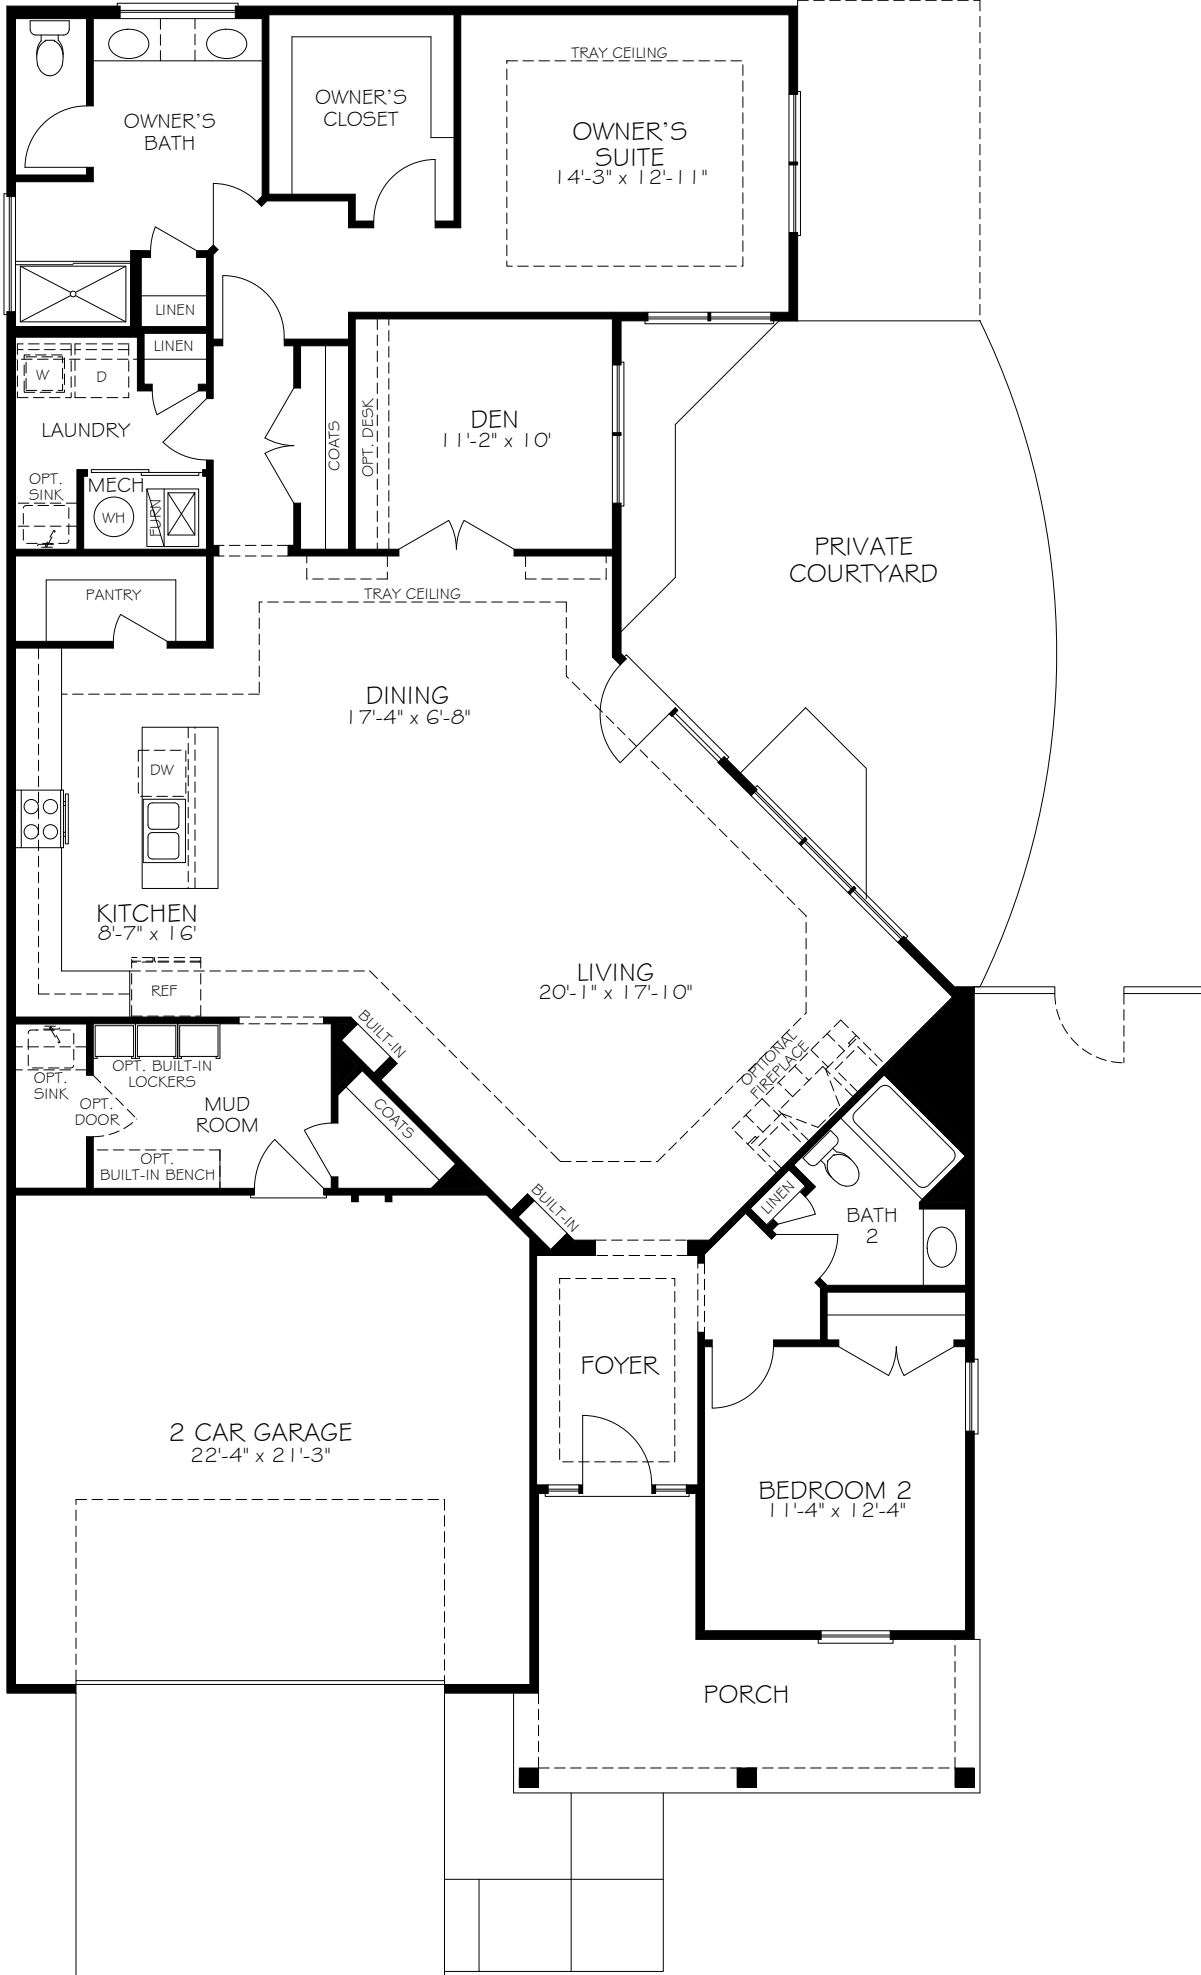 TRAY CEILING
OWNER'S
CLOSET
OWNER'S
BATH
OWNER'S
SUITE
14'-3" x 12'-11"
LINEN
LINEN
W
D
LAUNDRY
OPT. DESK
DEN
11'-2" x 10'
COATS
OPT.
SINK
MECH
WH
FURN
PRIVATE
COURTYARD
PANTRY
TRAY CEILING
DINING
17'-4" x 6'-8"
DW
KITCHEN
8'-7" x 16'
REF
LIVING
20'-1" x 17'-10"
BUILT-IN
OPTIONAL
FIREPLACE
OPT. BUILT-IN
LOCKERS
OPT.
SINK
OPT.
DOOR
MUD
ROOM
COATS
OPT.
BUILT-IN BENCH
BUILT-IN
LINEN
BATH
2
FOYER
2 CAR GARAGE
22'-4" x 21'-3"
BEDROOM 2
11'-4" x 12'-4"
PORCH